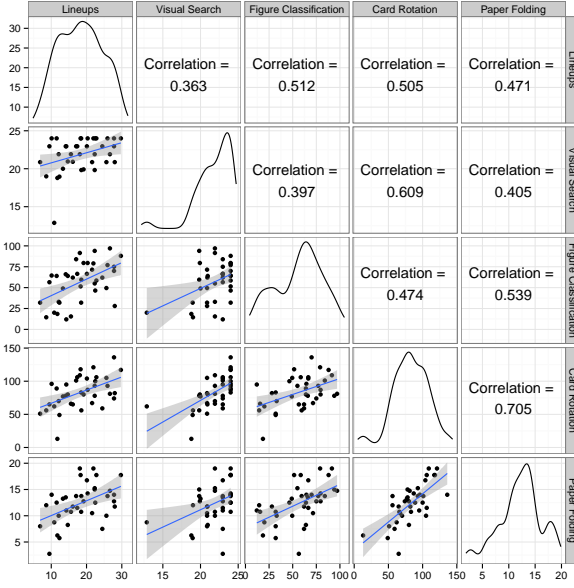 Lineups Visual Search Figure Classification Card Rotation Paper Folding
30
25
20
15
10
Correlation = 0.363
Correlation = 0.512
Correlation = 0.505
Correlation = 0.471
Lineups
25
20
15
Correlation = 0.397
Correlation = 0.609
Correlation = 0.405
Visual Search
100
75
50
25
0
Correlation = 0.474
Correlation = 0.539
Figure Classification
150
100
50
0
Correlation = 0.705
Card Rotation
20
15
10
5
Paper Folding
10 15 20 25 30 15 20 25 0 25 50 75 100 0 50 100 150 5 10 15 20